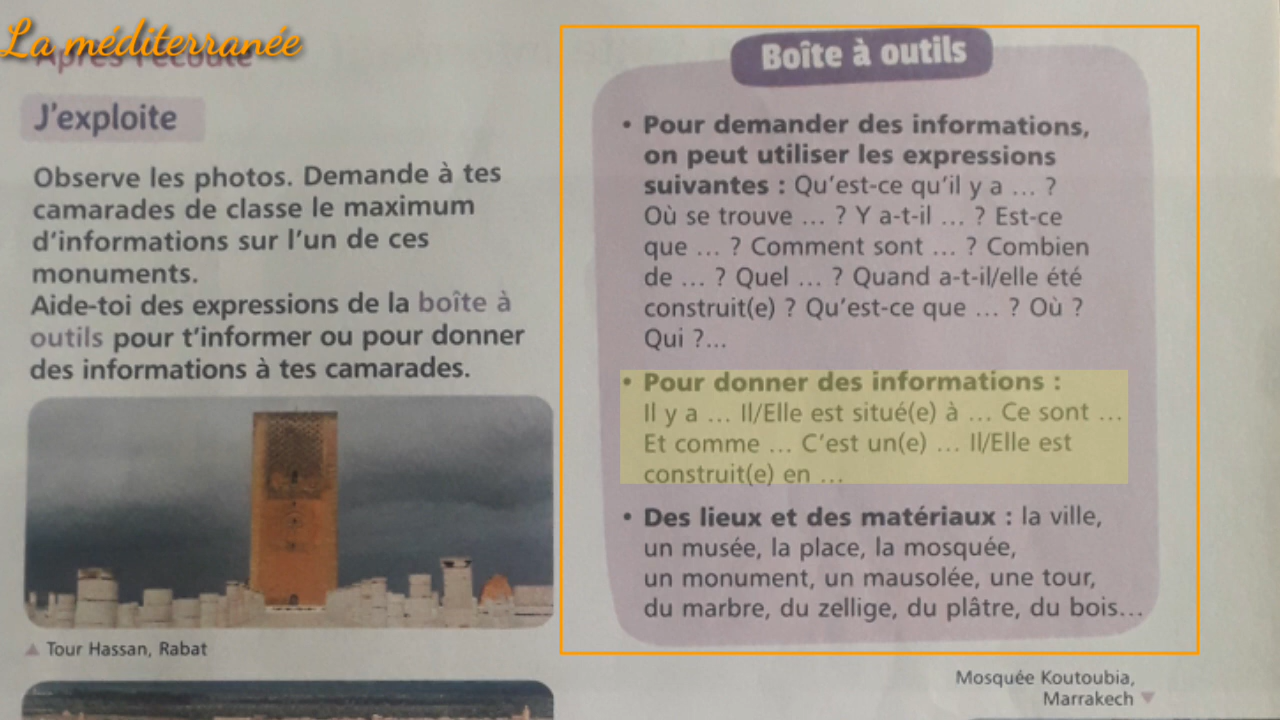 La méditerranée
Après l'écoute
J'exploite
Observe les photos. Demande à tes
camarades de classe le maximum
d'informations sur l'un de ces
monuments.
Aide-toi des expressions de la boîte à
outils pour t'informer ou pour donner
des informations à tes camarades.
Tour Hassan, Rabat
Boîte à outils
• Pour demander des informations,
on peut utiliser les expressions
suivantes : Qu'est-ce qu'il y a ... ?
Où se trouve ... ? Y a-t-il ... ? Est-ce
que ... ? Comment sont ... ? Combien
de ... ? Quel ... ? Quand a-t-il/elle été
construit(e) ? Qu'est-ce que ... ? Où ?
Qui ?...
• Pour donner des informations :
Il y a ... Il/Elle est situé(e) à ... Ce sont ...
Et comme ... C'est un(e) ... Il/Elle est
construit(e) en ...
• Des lieux et des matériaux : la ville,
un musée, la place, la mosquée,
un monument, un mausolée, une tour,
du marbre, du zellige, du plâtre, du bois...
Mosquée Koutoubia,
Marrakech